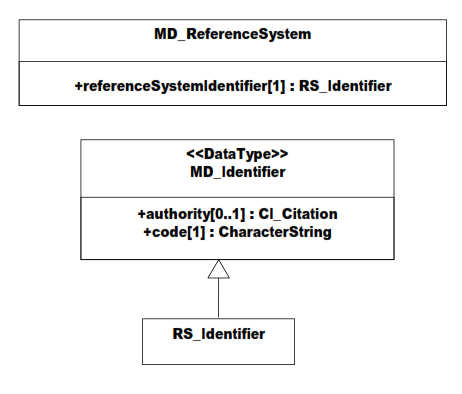 MD_ReferenceSystem
+referenceSystemIdentifier[1] : RS_Identifier
<<DataType>>
MD_Identifier
+authority[0..1] : CI_Citation
+code[1] : CharacterString
RS_Identifier